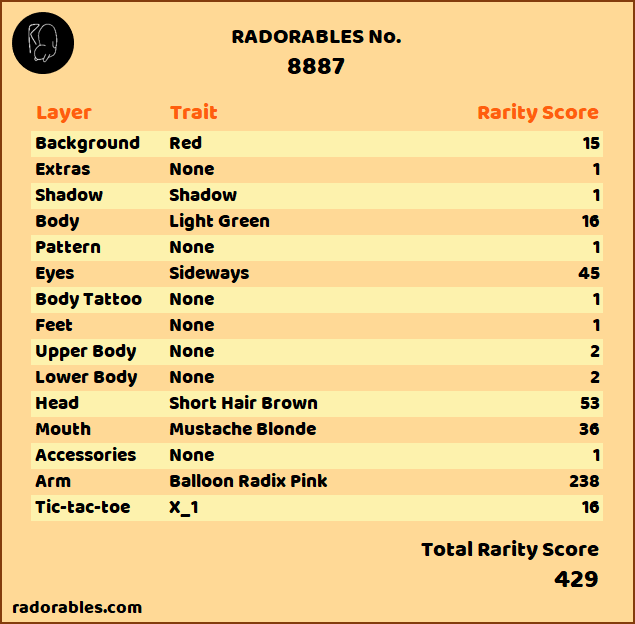 RADORABLES No.
8887
Layer Trait Rarity Score
Background Red 15
Extras None 1
Shadow Shadow 1
Body Light Green 16
Pattern None 1
Eyes Sideways 45
Body Tattoo None 1
Feet None 1
Upper Body None 2
Lower Body None 2
Head Short Hair Brown 53
Mouth Mustache Blonde 36
Accessories None 1
Arm Balloon Radix Pink 238
Tic-tac-toe X_1 16
Total Rarity Score
429
radorables.com